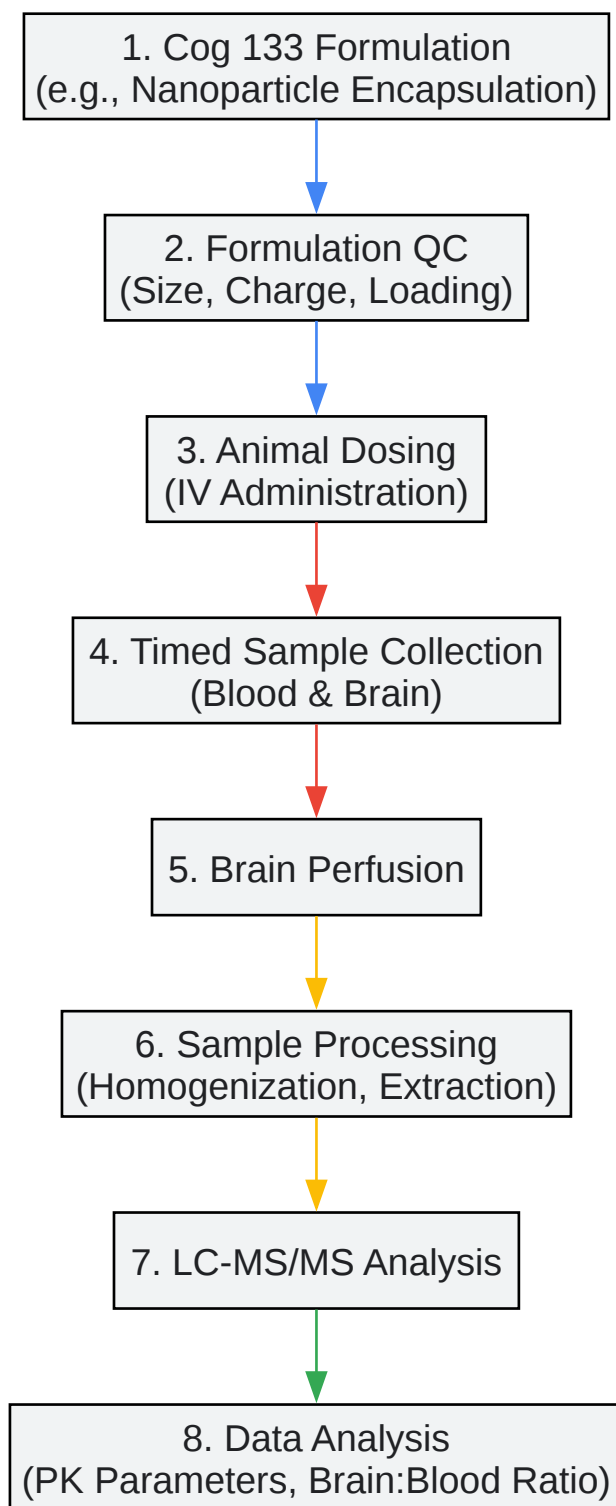 1. Cog 133 Formulation
(e.g., Nanoparticle Encapsulation)
2. Formulation QC
(Size, Charge, Loading)
3. Animal Dosing
(IV Administration)
4. Timed Sample Collection
(Blood & Brain)
5. Brain Perfusion
6. Sample Processing
(Homogenization, Extraction)
7. LC-MS/MS Analysis
8. Data Analysis
(PK Parameters, Brain:Blood Ratio)